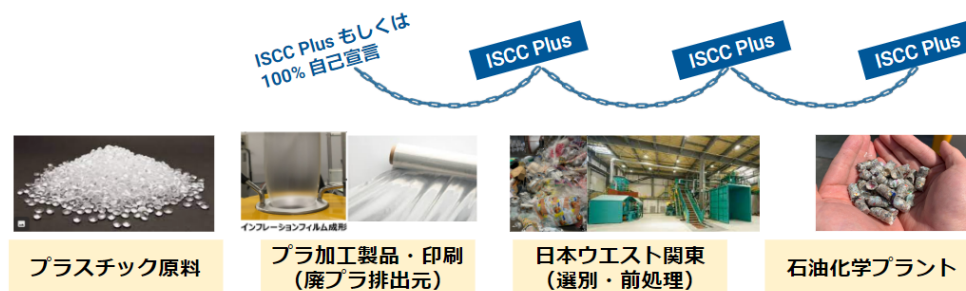 ISCC Plus もしくは
100% 自己宣言
ISCC Plus
ISCC Plus
ISCC Plus
インフレーションフィルム成形
プラスチック原料
プラ加工製品・印刷
（廃プラ排出元）
日本ウエスト関東
（選別・前処理）
石油化学プラント